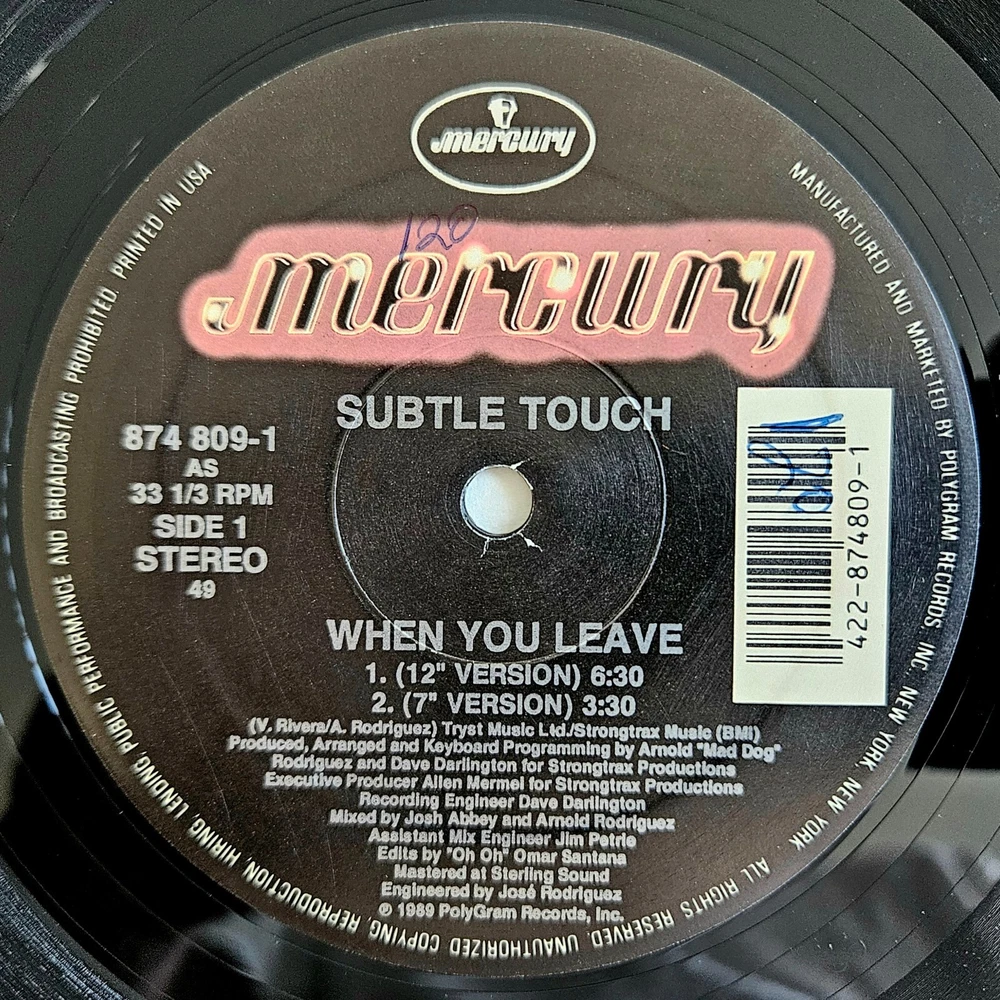 mercury
PRINTED IN USA
120
mercury
SUBTLE TOUCH
874 809-1
AS
33 1/3 RPM
SIDE 1
STEREO
49
120
422-874809-1
WHEN YOU LEAVE
1. (12" VERSION) 6:30
2. (7" VERSION) 3:30
(V. Rivera/A. Rodriguez) Tryst Music Ltd./Strongtrax Music (BMI)
Produced, Arranged and Keyboard Programming by Arnold "Mad Dog"
Rodriguez and Dave Darlington for Strongtrax Productions
Executive Producer Allen Mermel for Strongtrax Productions
Recording Engineer Dave Darlington
Mixed by Josh Abbey and Arnold Rodriguez
Assistant Mix Engineer Jim Petrie
Edits by "Oh Oh" Omar Santana
Mastered at Sterling Sound
Engineered by José Rodriguez
℗ 1989 PolyGram Records, Inc.
MANUFACTURED AND MARKETED BY POLYGRAM RECORDS, INC. NEW YORK, NEW YORK · ALL RIGHTS RESERVED. UNAUTHORIZED COPYING, REPRODUCTION, HIRING, LENDING, PUBLIC PERFORMANCE AND BROADCASTING PROHIBITED